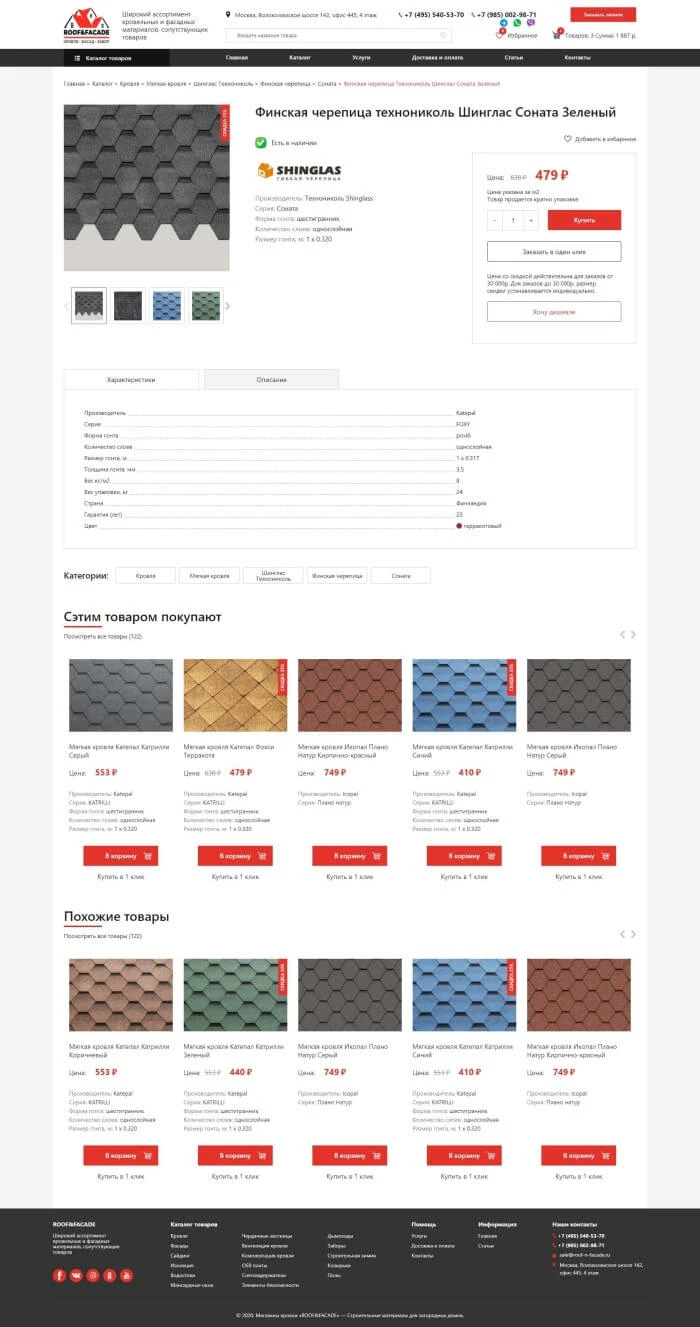 ROOF&FACADE
КРОВЛЯ · ФАСАД · ЗАБОР
Широкий ассортимент
кровельных и фасадных
материалов, сопутствующих
товаров
Москва, Волоколамское шоссе 142, офис 445, 4 этаж
+7 (495) 540-53-70
+7 (985) 002-98-71
Заказать звонок
Введите название товара
Избранное
Товаров: 3 Сумма: 1 887 р.
Каталог товаров
Главная
Каталог
Услуги
Доставка и оплата
Статьи
Контакты
Главная > Каталог > Кровля > Мягкая кровля > Шинглас Технониколь > Финская черепица > Соната > Финская черепица Технониколь Шинглас Соната Зеленый
Финская черепица технониколь Шинглас Соната Зеленый
Есть в наличии
Добавить в избарнное
SHINGLAS
ГИБКАЯ ЧЕРЕПИЦА
Производитель: Технониколь Shinglass
Серия: Соната
Форма гонта: шестигранник
Количество слоев: однослойная
Размер гонта, м: 1 x 0.320
Цена: 638 ₽ 479 ₽
Цена указана за м2
Товар продается кратно упаковке
- 1 +
Купить
Заказать в один клик
Цена со скидкой действительна для заказов от
30 000р. Для заказов до 30 000р, размер
скидки устанавливается индивидуально.
Хочу дешевле
Характеристики
Описание
Производитель Katepal
Серия FOXY
Форма гонта ромб
Количество слоев однослойная
Размер гонта, м 1 x 0.317
Толщина гонта, мм 3.5
Вес кг/м2 8
Вес упаковки, кг 24
Страна Финляндия
Гарантия (лет) 25
Цвет терракотовый
Категории:
Кровля
Мягкая кровля
Шинглас
Технониколь
Финская черепица
Соната
Сэтим товаром покупают
Посмотреть все товары (122)
Мягкая кровля Катепал Катрилли
Серый
Цена: 553 ₽
Производитель: Katepal
Серия: KATRILLI
Форма гонта: шестигранник
Количество слоев: однослойная
Размер гонта, м: 1 x 0.320
В корзину
Купить в 1 клик
Мягкая кровля Катепал Фокси
Терракота
Цена: 638 ₽ 479 ₽
Производитель: Katepal
Серия: KATRILLI
Форма гонта: шестигранник
Количество слоев: однослойная
Размер гонта, м: 1 x 0.320
В корзину
Купить в 1 клик
Мягкая кровля Икопал Плано
Натур Кирпично-красный
Цена: 749 ₽
Производитель: Icopal
Серия: Плано натур
В корзину
Купить в 1 клик
Мягкая кровля Катепал Катрилли
Синий
Цена: 553 ₽ 410 ₽
Производитель: Katepal
Серия: KATRILLI
Форма гонта: шестигранник
Количество слоев: однослойная
Размер гонта, м: 1 x 0.320
В корзину
Купить в 1 клик
Мягкая кровля Икопал Плано
Натур Серый
Цена: 749 ₽
Производитель: Icopal
Серия: Плано Натур
В корзину
Купить в 1 клик
Похожие товары
Посмотреть все товары (122)
Мягкая кровля Катепал Катрилли
Коричневый
Цена: 553 ₽
Производитель: Katepal
Серия: KATRILLI
Форма гонта: шестигранник
Количество слоев: однослойная
Размер гонта, м: 1 x 0.320
В корзину
Купить в 1 клик
Мягкая кровля Катепал Катрилли
Зеленый
Цена: 553 ₽ 440 ₽
Производитель: Katepal
Серия: KATRILLI
Форма гонта: шестигранник
Количество слоев: однослойная
Размер гонта, м: 1 x 0.320
В корзину
Купить в 1 клик
Мягкая кровля Икопал Плано
Натур Серый
Цена: 749 ₽
Производитель: Icopal
Серия: Плано Натур
В корзину
Купить в 1 клик
Мягкая кровля Катепал Катрилли
Синий
Цена: 553 ₽ 410 ₽
Производитель: Katepal
Серия: KATRILLI
Форма гонта: шестигранник
Количество слоев: однослойная
Размер гонта, м: 1 x 0.320
В корзину
Купить в 1 клик
Мягкая кровля Икопал Плано
Натур Кирпично-красный
Цена: 749 ₽
Производитель: Icopal
Серия: Плано натур
В корзину
Купить в 1 клик
ROOF&FACADE
Широкий ассортимент
кровельных и фасадных
материалов, сопутствующих
товаров
Каталог товаров
Кровля
Фасады
Сайдинг
Изоляция
Водостоки
Мансардные окна
Чердачные лестницы
Вентиляция кровли
Комплектация кровли
OSB плиты
Снегозадержатели
Элементы безопасности
Дымоходы
Заборы
Строительная химия
Козырьки
Полы
Помощь
Услуги
Доставка и оплата
Контакты
Информация
Главная
Статьи
Наши контакты
+7 (495) 540-53-70
+7 (985) 002-98-71
sale@roof-n-facade.ru
Москва, Волоколамское шоссе 142,
офис 445, 4 этаж
© 2020. Магазины кровли «ROOF&FACADE» — Строительные материалы для загородных домов.